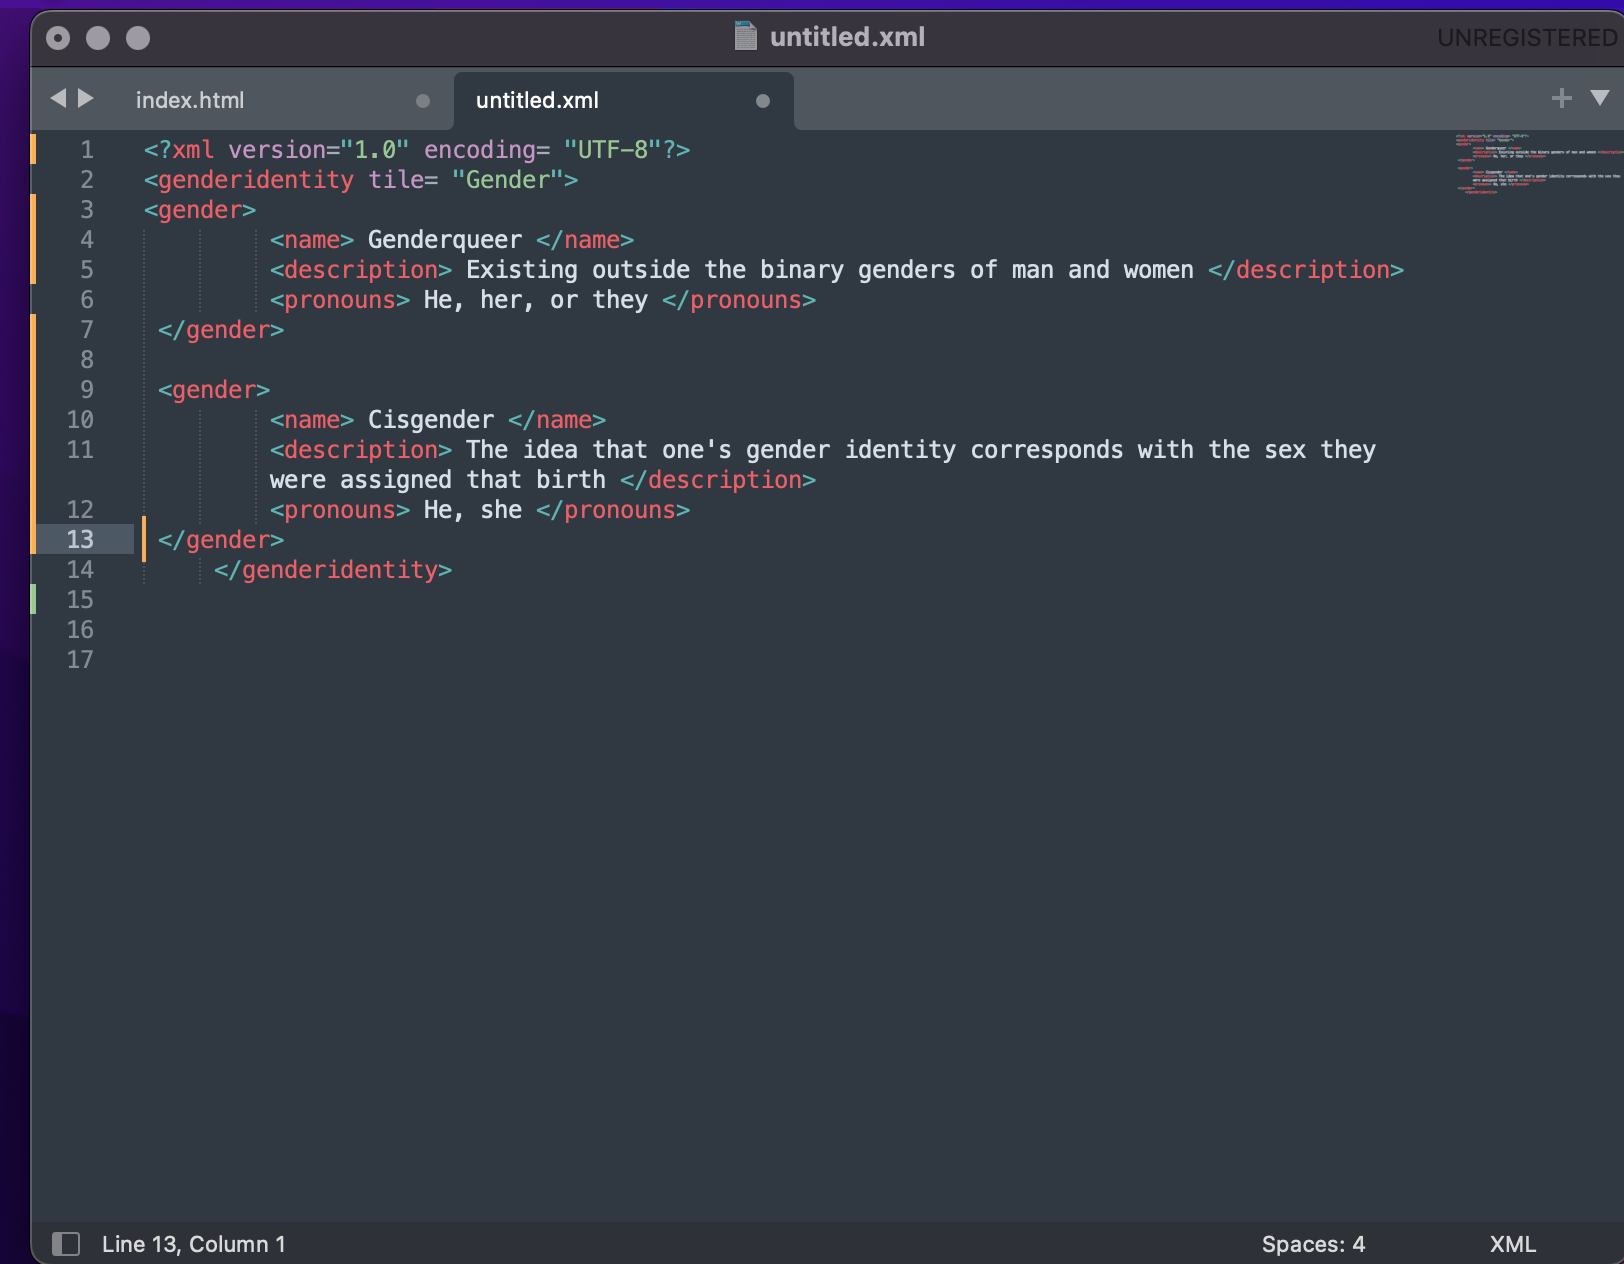 untitled.xml
UNREGISTERED
index.html
untitled.xml
1 <?xml version="1.0" encoding= "UTF-8"?>
2 <genderidentity tile= "Gender">
3 <gender>
4 <name> Genderqueer </name>
5 <description> Existing outside the binary genders of man and women </description>
6 <pronouns> He, her, or they </pronouns>
7 </gender>
8
9 <gender>
10 <name> Cisgender </name>
11 <description> The idea that one's gender identity corresponds with the sex they
were assigned that birth </description>
12 <pronouns> He, she </pronouns>
13 </gender>
14 </genderidentity>
15
16
17
Line 13, Column 1
Spaces: 4
XML